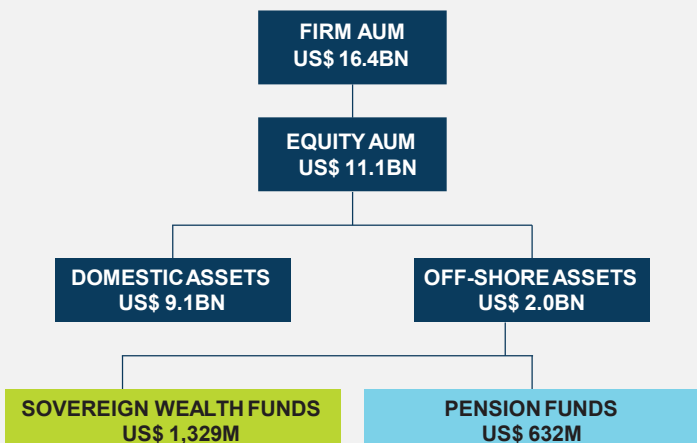 FIRM AUM
US$ 16.4BN
EQUITY AUM
US$ 11.1BN
DOMESTIC ASSETS
US$ 9.1BN
OFF-SHORE ASSETS
US$ 2.0BN
SOVEREIGN WEALTH FUNDS
US$ 1,329M
PENSION FUNDS
US$ 632M